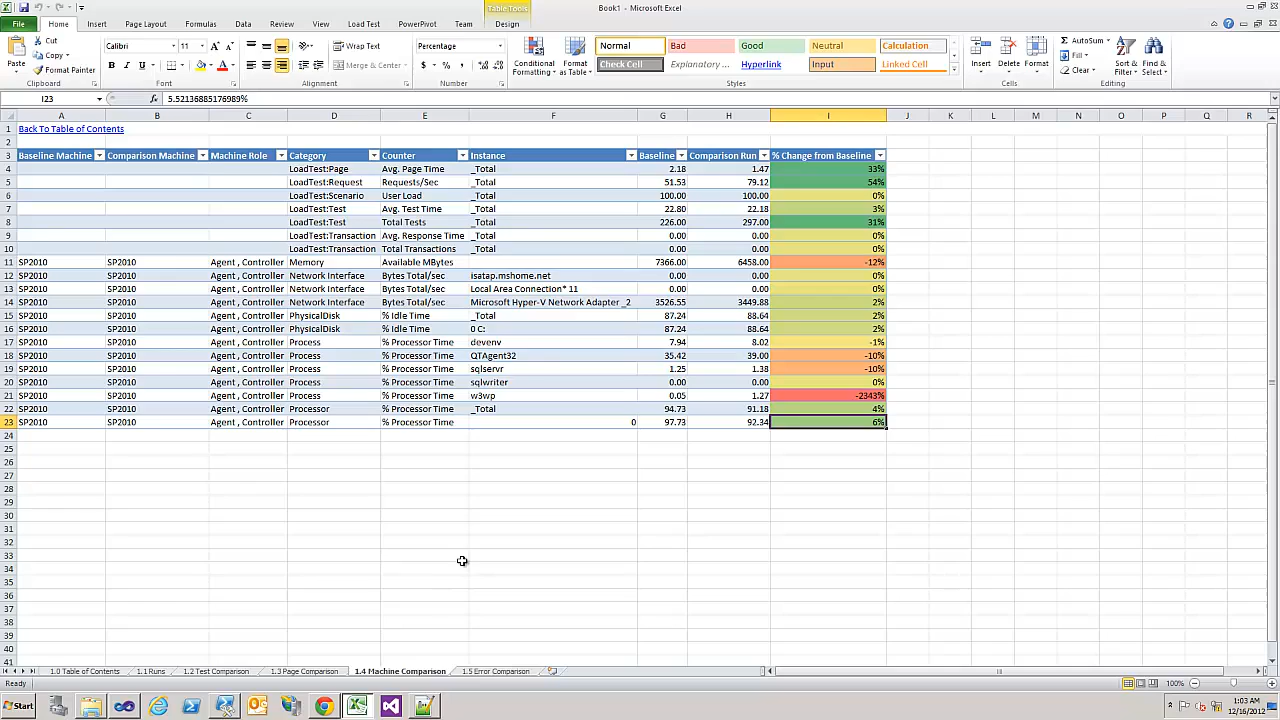 Table Tools
Book1 - Microsoft Excel
File Home Insert Page Layout Formulas Data Review View Load Test PowerPivot Team Design
Paste Cut Copy Format Painter Clipboard
Calibri 11 Font
Wrap Text Merge & Center Alignment
Percentage Number
Conditional Formatting Format as Table
Normal Bad Good Neutral Calculation
Check Cell Explanatory ... Hyperlink Input Linked Cell
Styles
Insert Delete Format Cells
AutoSum Fill Clear Sort & Filter Find & Select Editing
I23 fx 5.52136885176989%
A B C D E F G H I J K L M N O P Q R
1 Back To Table of Contents
2
3 Baseline Machine Comparison Machine Machine Role Category Counter Instance Baseline Comparison Run % Change from Baseline
4 LoadTest:Page Avg. Page Time _Total 2.18 1.47 33%
5 LoadTest:Request Requests/Sec _Total 51.53 79.12 54%
6 LoadTest:Scenario User Load _Total 100.00 100.00 0%
7 LoadTest:Test Avg. Test Time _Total 22.80 22.18 3%
8 LoadTest:Test Total Tests _Total 226.00 297.00 31%
9 LoadTest:Transaction Avg. Response Time _Total 0.00 0.00 0%
10 LoadTest:Transaction Total Transactions _Total 0.00 0.00 0%
11 SP2010 SP2010 Agent , Controller Memory Available MBytes 7366.00 6458.00 -12%
12 SP2010 SP2010 Agent , Controller Network Interface Bytes Total/sec isatap.mshome.net 0.00 0.00 0%
13 SP2010 SP2010 Agent , Controller Network Interface Bytes Total/sec Local Area Connection* 11 0.00 0.00 0%
14 SP2010 SP2010 Agent , Controller Network Interface Bytes Total/sec Microsoft Hyper-V Network Adapter _2 3526.55 3449.88 2%
15 SP2010 SP2010 Agent , Controller PhysicalDisk % Idle Time _Total 87.24 88.64 2%
16 SP2010 SP2010 Agent , Controller PhysicalDisk % Idle Time 0 C: 87.24 88.64 2%
17 SP2010 SP2010 Agent , Controller Process % Processor Time devenv 7.94 8.02 -1%
18 SP2010 SP2010 Agent , Controller Process % Processor Time QTAgent32 35.42 39.00 -10%
19 SP2010 SP2010 Agent , Controller Process % Processor Time sqlservr 1.25 1.38 -10%
20 SP2010 SP2010 Agent , Controller Process % Processor Time sqlwriter 0.00 0.00 0%
21 SP2010 SP2010 Agent , Controller Process % Processor Time w3wp 0.05 1.27 -2343%
22 SP2010 SP2010 Agent , Controller Processor % Processor Time _Total 94.73 91.18 4%
23 SP2010 SP2010 Agent , Controller Processor % Processor Time 0 97.73 92.34 6%
24
25
26
27
28
29
30
31
32
33
34
35
36
37
38
39
40
41
1.0 Table of Contents 1.1 Runs 1.2 Test Comparison 1.3 Page Comparison 1.4 Machine Comparison 1.5 Error Comparison
Ready 100%
Start 1:03 AM
12/16/2012